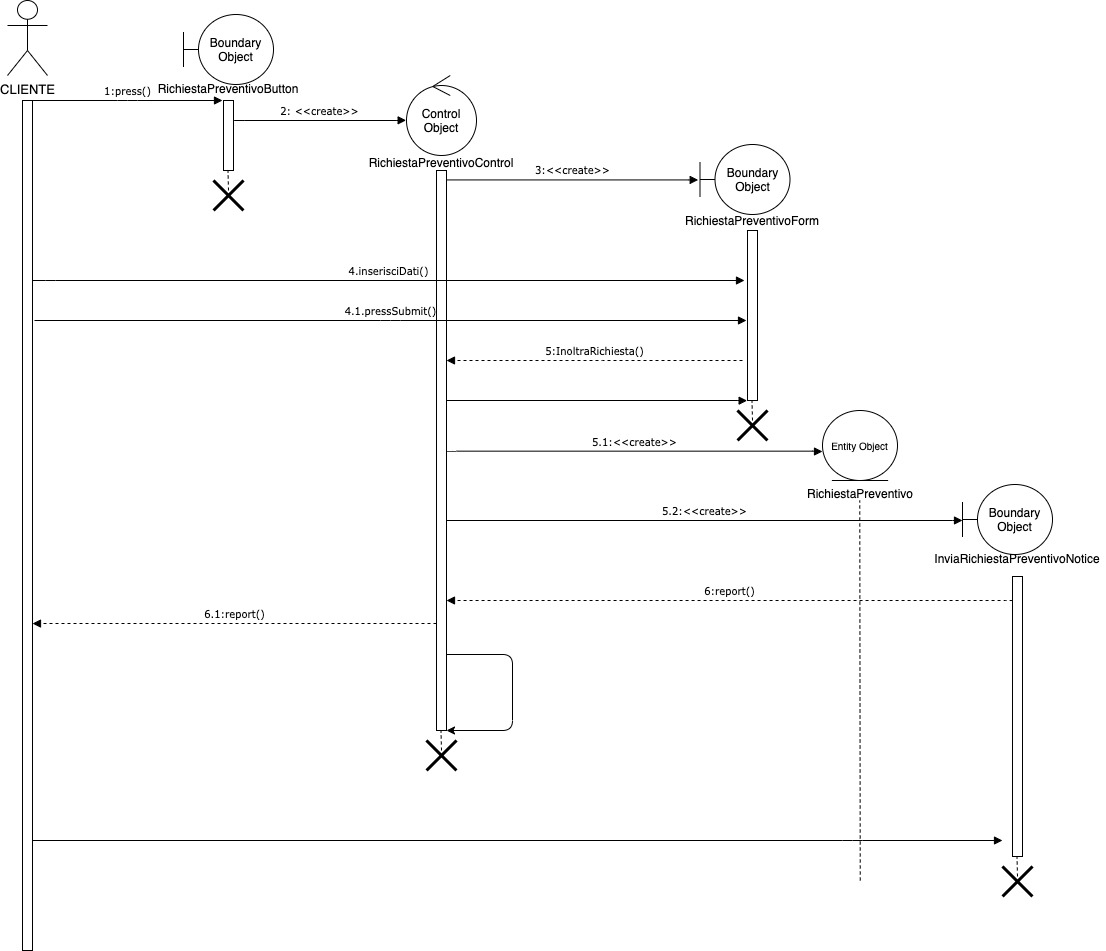 Boundary
Object
CLIENTE
RichiestaPreventivoButton
1:press()
2: <<create>>
Control
Object
RichiestaPreventivoControl
3:<<create>>
Boundary
Object
RichiestaPreventivoForm
4.inserisciDati()
4.1.pressSubmit()
5:InoltraRichiesta()
5.1:<<create>>
Entity Object
RichiestaPreventivo
5.2:<<create>>
Boundary
Object
InviaRichiestaPreventivoNotice
6:report()
6.1:report()